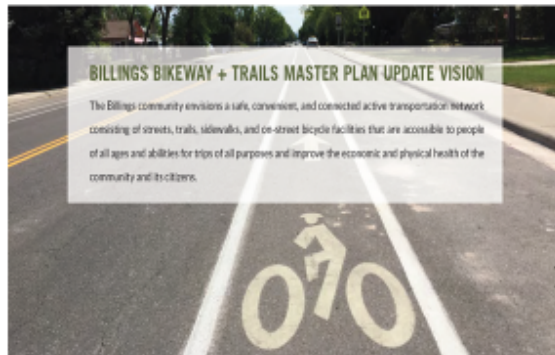 BILLINGS BIKEWAY + TRAILS MASTER PLAN UPDATE VISION
The Billings community envisions a safe, convenient, and connected active transportation network
consisting of streets, trails, sidewalks, and on-street bicycle facilities that are accessible to people
of all ages and abilities for trips of all purposes and improve the economic and physical health of the
community and its citizens.